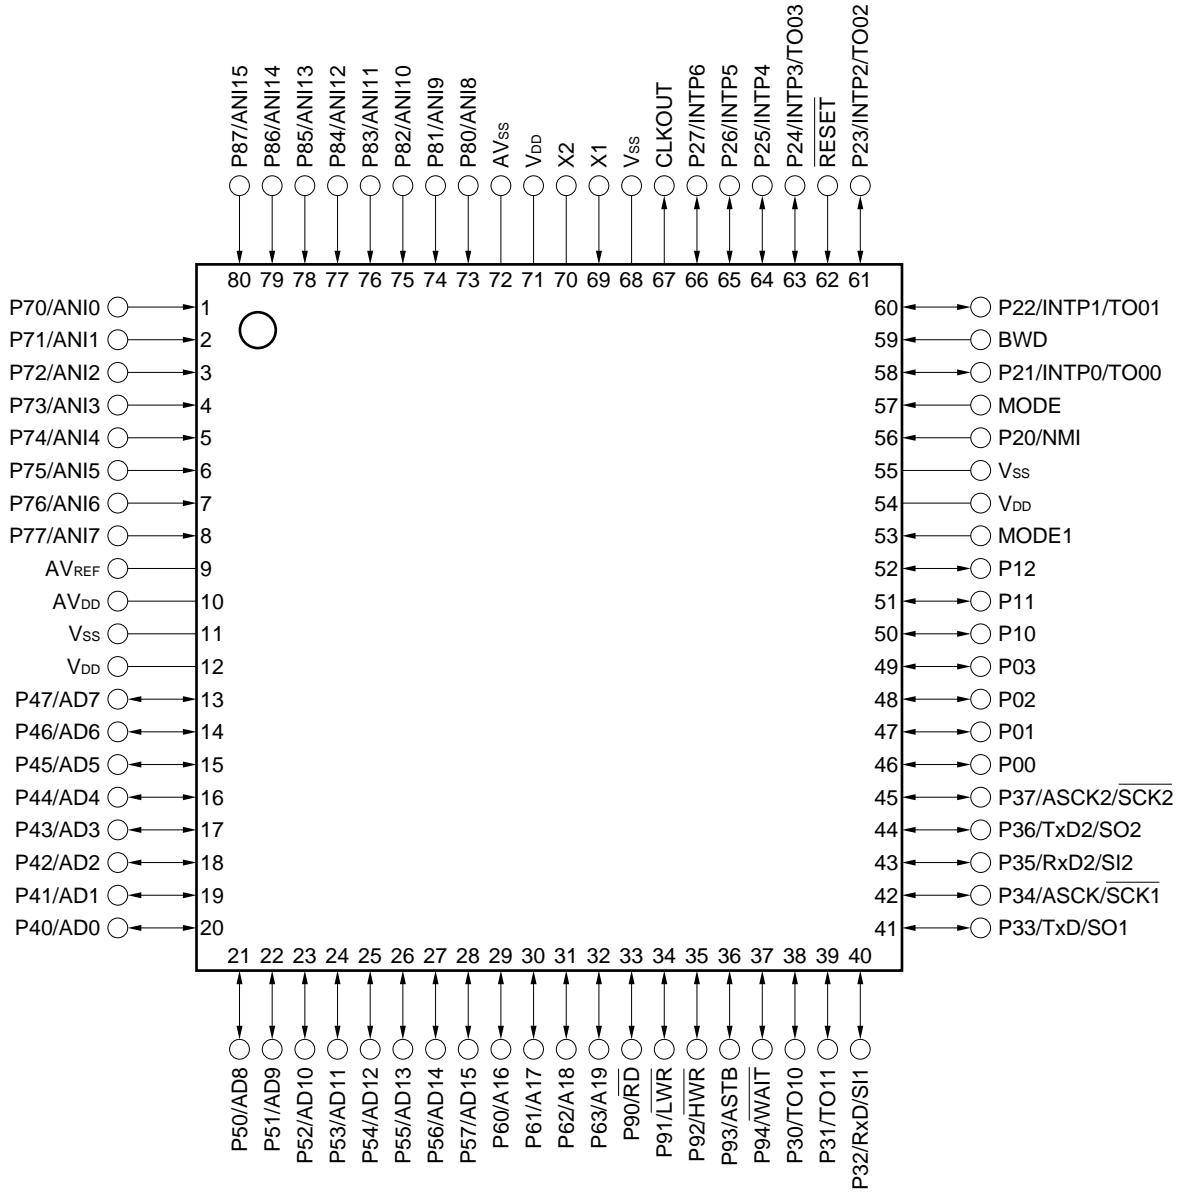 P87/ANI15
P86/ANI14
P85/ANI13
P84/ANI12
P83/ANI11
P82/ANI10
P81/ANI9
P80/ANI8
AVSS
VDD
X2
X1
VSS
CLKOUT
P27/INTP6
P26/INTP5
P25/INTP4
P24/INTP3/TO03
RESET
P23/INTP2/TO02
80 79 78 77 76 75 74 73 72 71 70 69 68 67 66 65 64 63 62 61
P70/ANI0 1
P71/ANI1 2
P72/ANI2 3
P73/ANI3 4
P74/ANI4 5
P75/ANI5 6
P76/ANI6 7
P77/ANI7 8
AVREF 9
AVDD 10
VSS 11
VDD 12
P47/AD7 13
P46/AD6 14
P45/AD5 15
P44/AD4 16
P43/AD3 17
P42/AD2 18
P41/AD1 19
P40/AD0 20
60 P22/INTP1/TO01
59 BWD
58 P21/INTP0/TO00
57 MODE
56 P20/NMI
55 VSS
54 VDD
53 MODE1
52 P12
51 P11
50 P10
49 P03
48 P02
47 P01
46 P00
45 P37/ASCK2/SCK2
44 P36/TxD2/SO2
43 P35/RxD2/SI2
42 P34/ASCK/SCK1
41 P33/TxD/SO1
21 22 23 24 25 26 27 28 29 30 31 32 33 34 35 36 37 38 39 40
P50/AD8
P51/AD9
P52/AD10
P53/AD11
P54/AD12
P55/AD13
P56/AD14
P57/AD15
P60/A16
P61/A17
P62/A18
P63/A19
P90/RD
P91/LWR
P92/HWR
P93/ASTB
P94/WAIT
P30/TO10
P31/TO11
P32/RxD/SI1